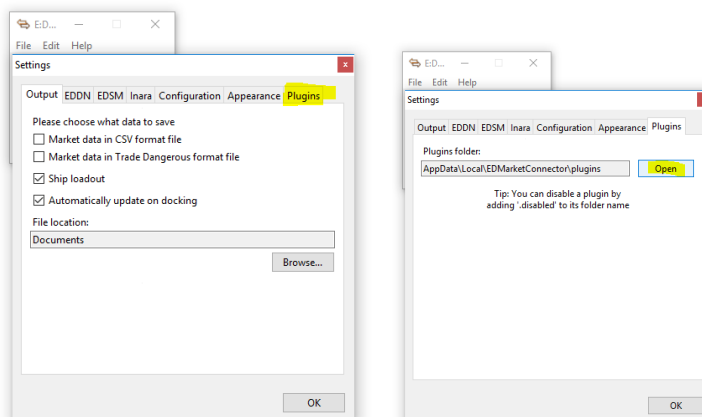 E:D...
File Edit Help
Settings
x
Output EDDN EDSM Inara Configuration Appearance Plugins
Please choose what data to save
Market data in CSV format file
Market data in Trade Dangerous format file
Ship loadout
Automatically update on docking
File location:
Documents
Browse...
OK
E:D...
File Edit Help
Settings
Output EDDN EDSM Inara Configuration Appearance Plugins
Plugins folder:
AppData\Local\EDMarketConnector\plugins
Open
Tip: You can disable a plugin by
adding '.disabled' to its folder name
OK